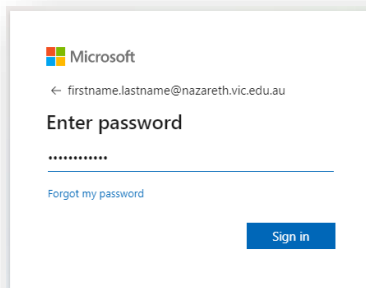 Microsoft
← firstname.lastname@nazareth.vic.edu.au
Enter password
••••••••••••
Forgot my password
Sign in